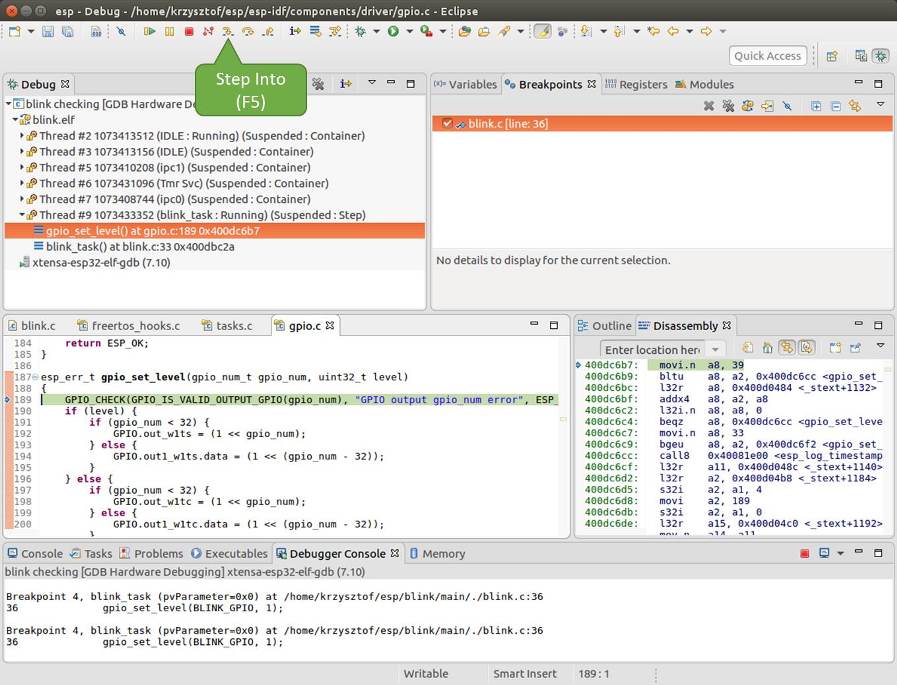 esp - Debug - /home/krzysztof/esp/esp-idf/components/driver/gpio.c - Eclipse
Quick Access
Step Into
(F5)
Debug
blink checking [GDB Hardware De
blink.elf
Thread #2 1073413512 (IDLE : Running) (Suspended : Container)
Thread #3 1073413156 (IDLE) (Suspended : Container)
Thread #5 1073410208 (ipc1) (Suspended : Container)
Thread #6 1073431096 (Tmr Svc) (Suspended : Container)
Thread #7 1073408744 (ipc0) (Suspended : Container)
Thread #9 1073433352 (blink_task : Running) (Suspended : Step)
gpio_set_level() at gpio.c:189 0x400dc6b7
blink_task() at blink.c:33 0x400dbc2a
xtensa-esp32-elf-gdb (7.10)
(x)= Variables Breakpoints Registers Modules
blink.c [line: 36]
No details to display for the current selection.
blink.c freertos_hooks.c tasks.c gpio.c
184 return ESP_OK;
185 }
186
187 esp_err_t gpio_set_level(gpio_num_t gpio_num, uint32_t level)
188 {
189 GPIO_CHECK(GPIO_IS_VALID_OUTPUT_GPIO(gpio_num), "GPIO output gpio_num error", ESP_
190 if (level) {
191 if (gpio_num < 32) {
192 GPIO.out_w1ts = (1 << gpio_num);
193 } else {
194 GPIO.out1_w1ts.data = (1 << (gpio_num - 32));
195 }
196 } else {
197 if (gpio_num < 32) {
198 GPIO.out_w1tc = (1 << gpio_num);
199 } else {
200 GPIO.out1_w1tc.data = (1 << (gpio_num - 32));
}
Outline Disassembly
Enter location here
400dc6b7: movi.n a8, 39
400dc6b9: bltu a8, a2, 0x400dc6cc <gpio_set_
400dc6bc: l32r a8, 0x400d0484 <_stext+1132>
400dc6bf: addx4 a8, a2, a8
400dc6c2: l32i.n a8, a8, 0
400dc6c4: beqz a8, 0x400dc6cc <gpio_set_leve
400dc6c7: movi.n a8, 33
400dc6c9: bgeu a8, a2, 0x400dc6f2 <gpio_set_
400dc6cc: call8 0x40081e00 <esp_log_timestamp
400dc6cf: l32r a11, 0x400d048c <_stext+1140>
400dc6d2: l32r a2, 0x400d04b8 <_stext+1184>
400dc6d5: s32i a2, a1, 4
400dc6d8: movi a2, 189
400dc6db: s32i a2, a1, 0
400dc6de: l32r a15, 0x400d04c0 <_stext+1192>
mov.n a14, a11
Console Tasks Problems Executables Debugger Console Memory
blink checking [GDB Hardware Debugging] xtensa-esp32-elf-gdb (7.10)
Breakpoint 4, blink_task (pvParameter=0x0) at /home/krzysztof/esp/blink/main/./blink.c:36
36 gpio_set_level(BLINK_GPIO, 1);
Breakpoint 4, blink_task (pvParameter=0x0) at /home/krzysztof/esp/blink/main/./blink.c:36
36 gpio_set_level(BLINK_GPIO, 1);
Writable Smart Insert 189 : 1